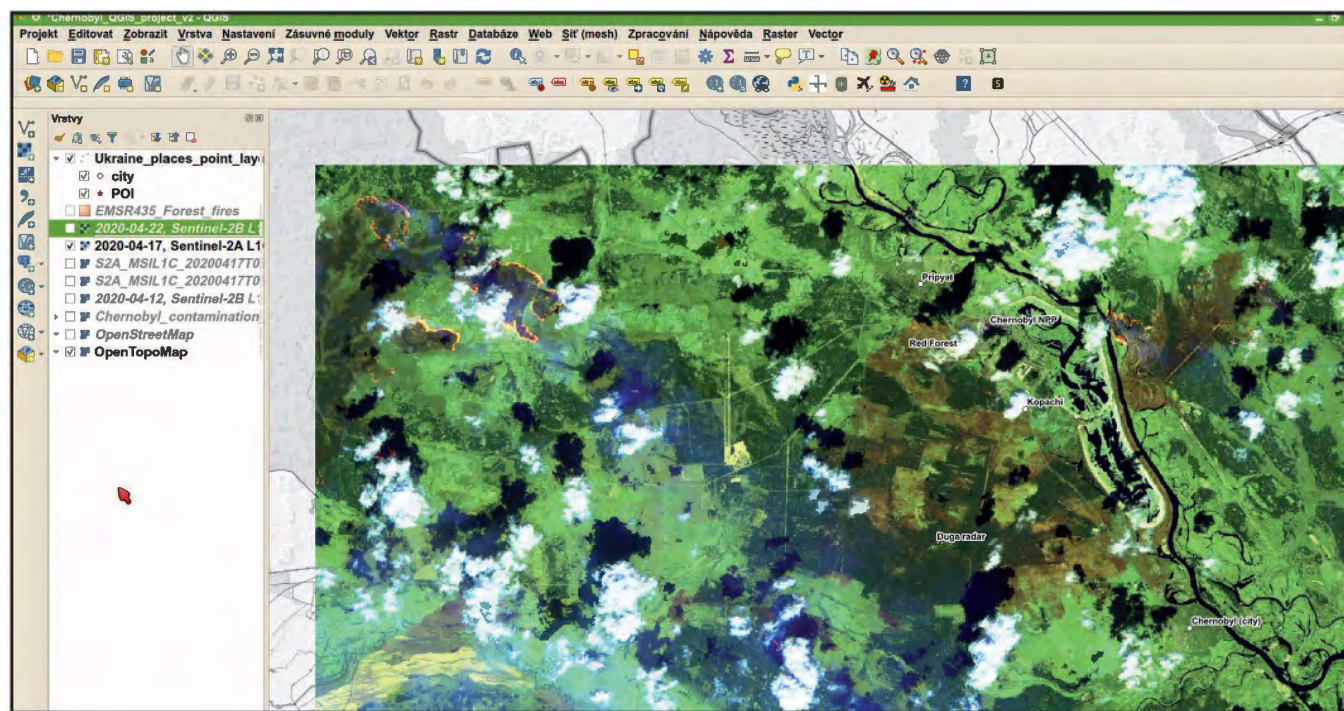 *Chernobyl_QGIS_project_v2 - QGIS
Projekt Editovat Zobrazit Vrstva Nastavení Zásuvné moduly Vektor Rastr Databáze Web Síť (mesh) Zpracování Nápověda Raster Vector
Vrstvy
Ukraine_places_point_lay
city
POI
EMSR435_Forest_fires
2020-04-22, Sentinel-2B L1
2020-04-17, Sentinel-2A L1
S2A_MSIL1C_20200417T0
S2A_MSIL1C_20200417T0
2020-04-12, Sentinel-2B L1
Chernobyl_contamination
OpenStreetMap
OpenTopoMap
Pripyat
Chernobyl NPP
Red Forest
Kopachi
Duga radar
Chernobyl (city)